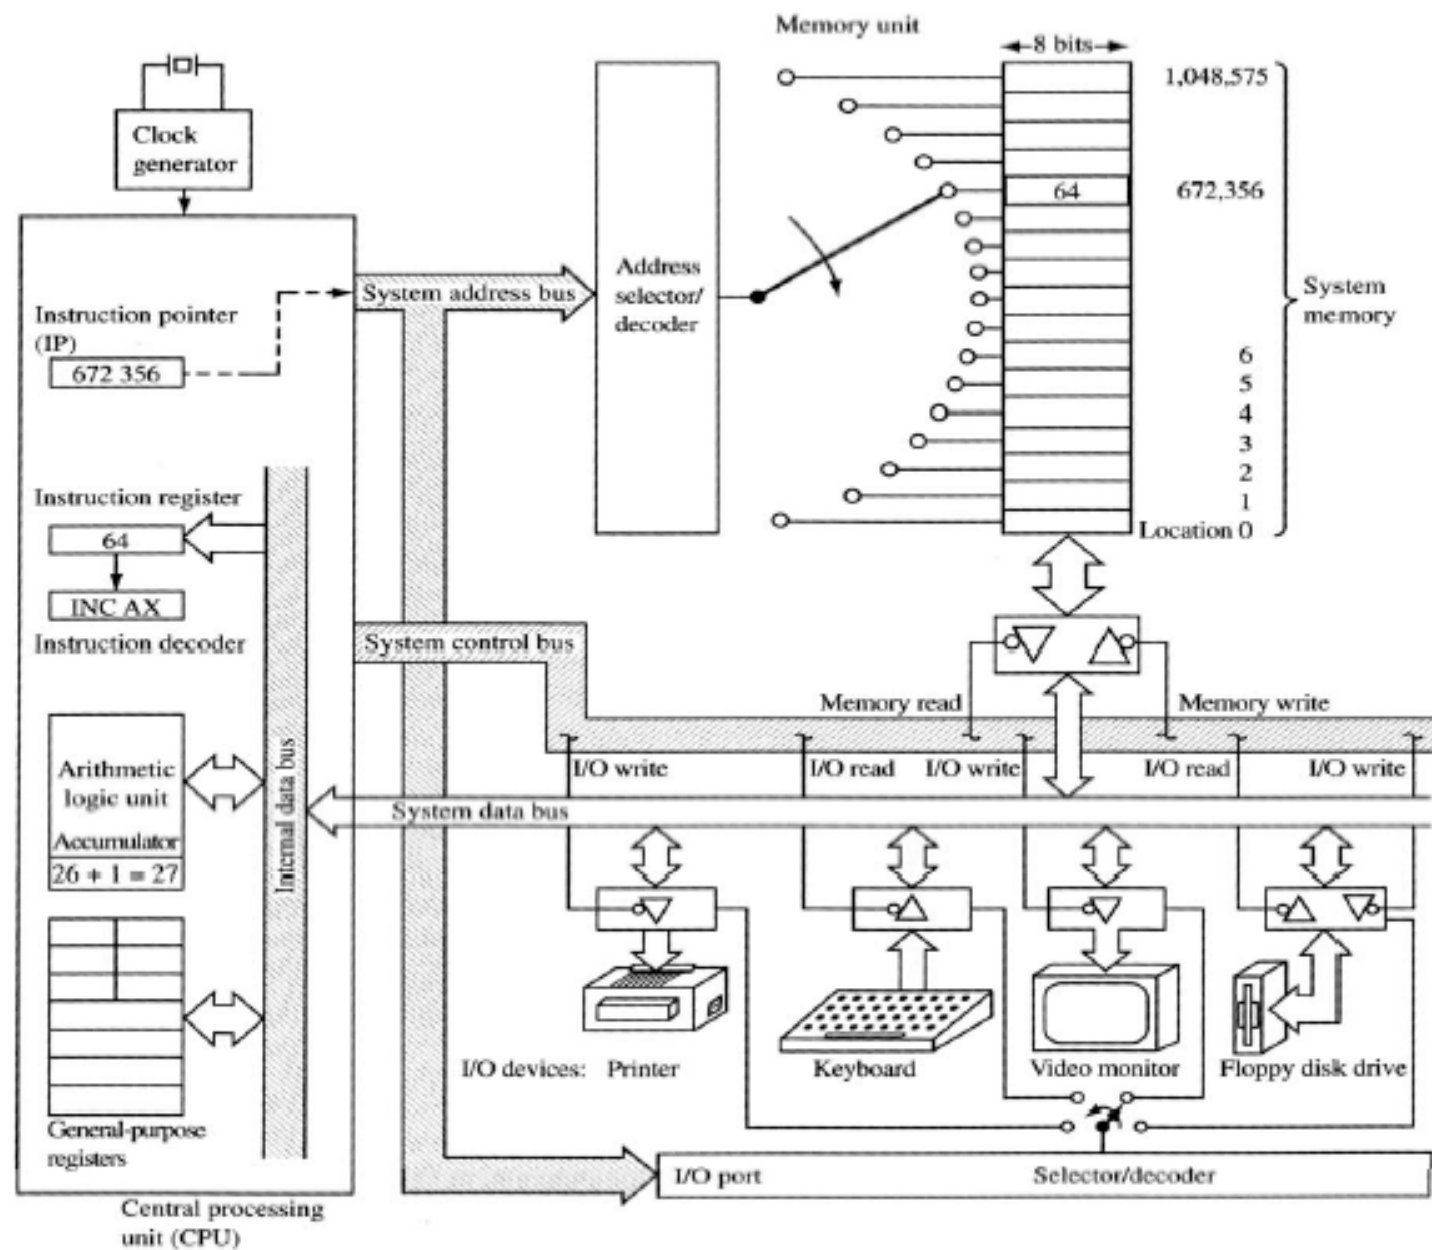 Memory unit
8 bits
1,048,575
Clock
generator
64
672,356
Address
selector/
decoder
System address bus
System
memory
Instruction pointer
(IP)
672 356
6
5
4
3
2
1
Location 0
Instruction register
64
INC AX
Instruction decoder
System control bus
Memory read
Memory write
I/O write
I/O read
I/O write
I/O read
I/O write
Arithmetic
logic unit
Accumulator
26 + 1 = 27
Internal data bus
System data bus
I/O devices:
Printer
Keyboard
Video monitor
Floppy disk drive
General-purpose
registers
I/O port
Selector/decoder
Central processing
unit (CPU)